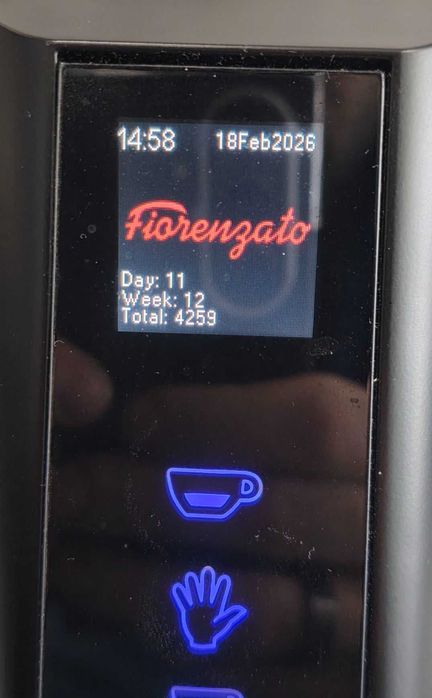 14:58 18Feb2026
Fiorenzato
Day: 11
Week: 12
Total: 4259